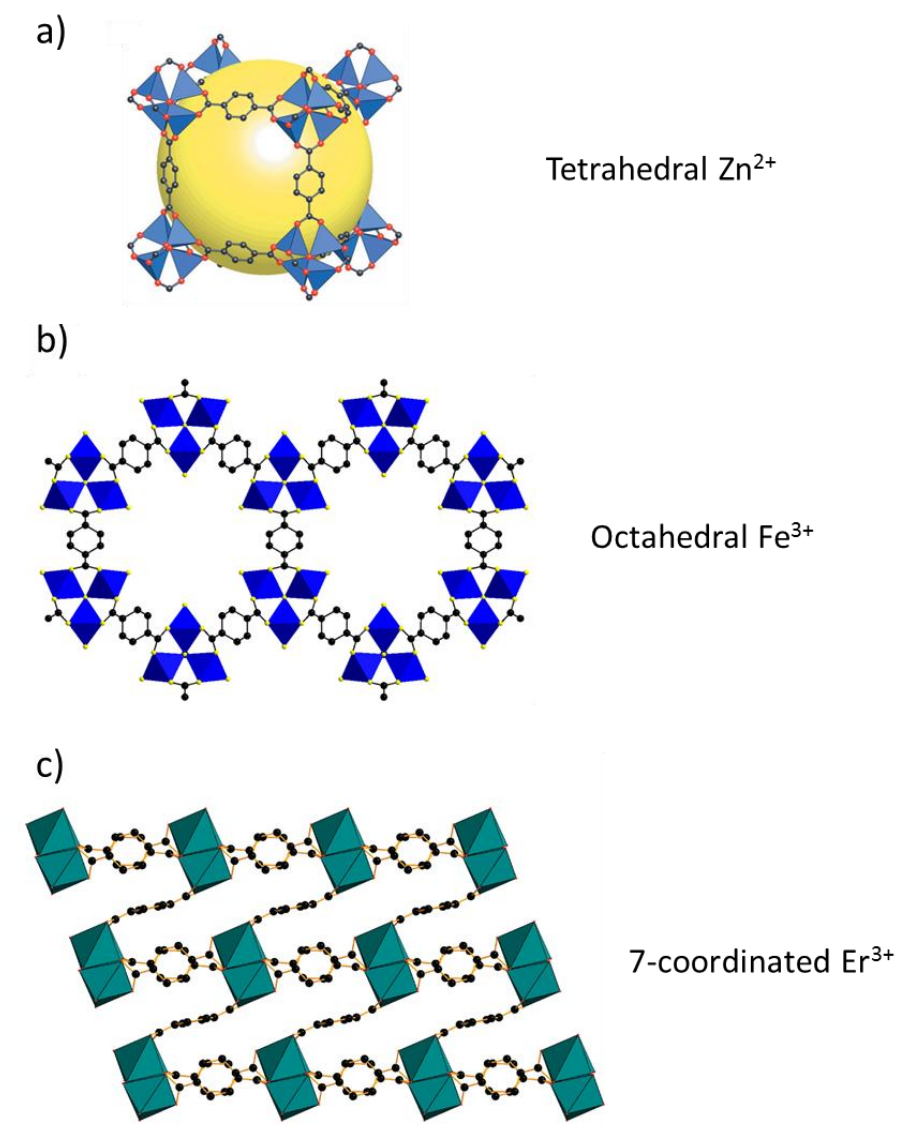 a)
Tetrahedral Zn²⁺
b)
Octahedral Fe³⁺
c)
7-coordinated Er³⁺